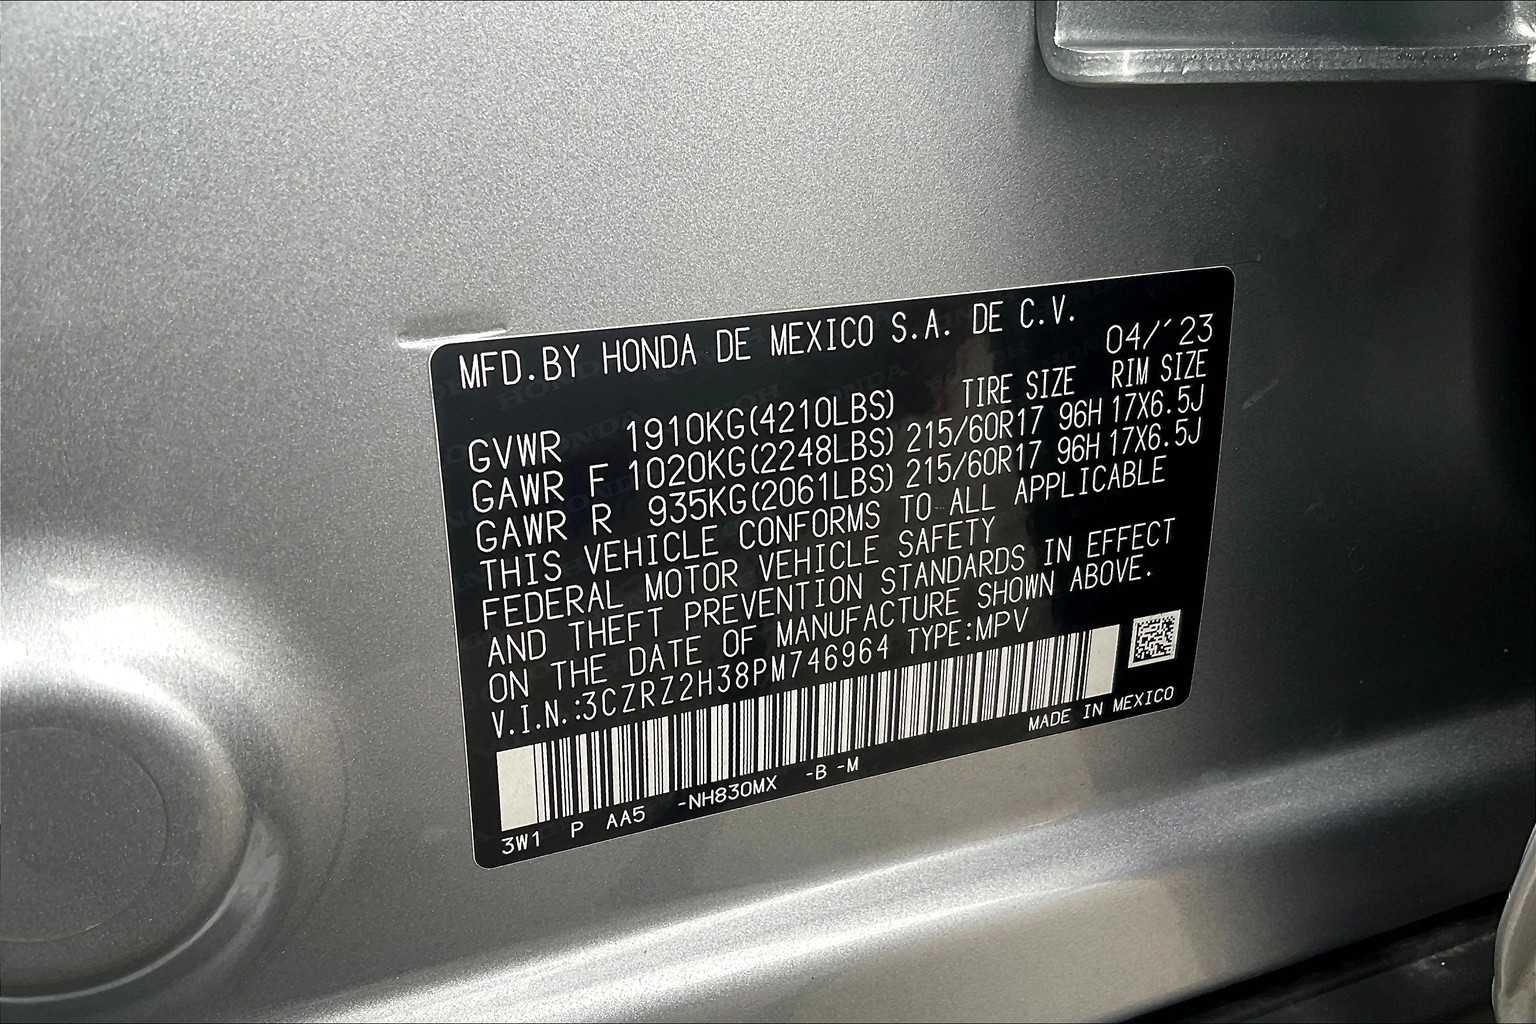 MFD.BY HONDA DE MEXICO S.A. DE C.V.
04/'23
TIRE SIZE RIM SIZE
GVWR 1910KG(4210LBS)
GAWR F 1020KG(2248LBS) 215/60R17 96H 17X6.5J
GAWR R 935KG(2061LBS) 215/60R17 96H 17X6.5J
THIS VEHICLE CONFORMS TO ALL APPLICABLE
FEDERAL MOTOR VEHICLE SAFETY
AND THEFT PREVENTION STANDARDS IN EFFECT
ON THE DATE OF MANUFACTURE SHOWN ABOVE.
V.I.N.:3CZRZ2H38PM746964 TYPE:MPV
MADE IN MEXICO
3W1 P AA5 -NH830MX -B -M